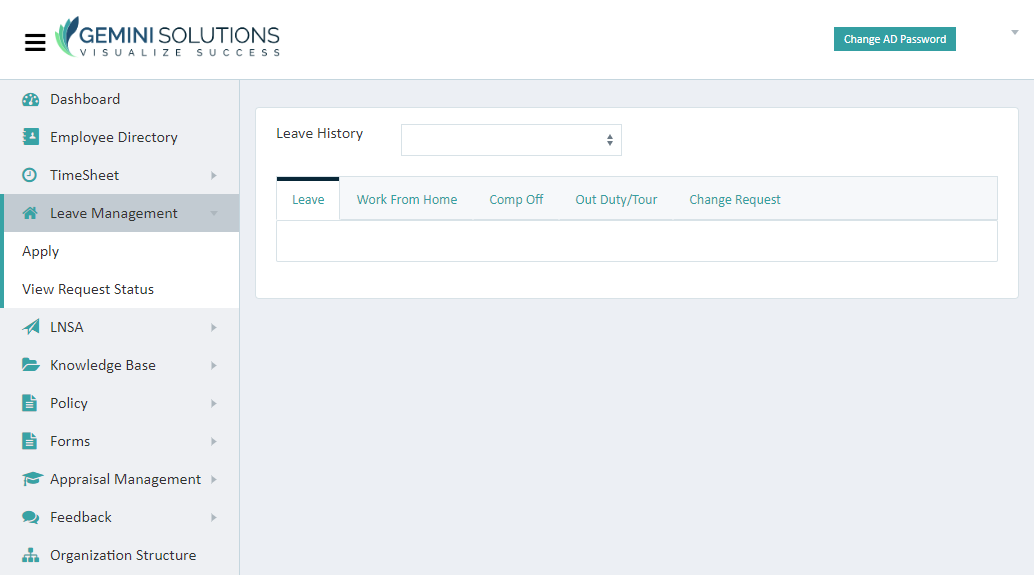 GEMINI SOLUTIONS
VISUALIZE SUCCESS
Change AD Password
Dashboard
Employee Directory
TimeSheet
Leave Management
Apply
View Request Status
LNSA
Knowledge Base
Policy
Forms
Appraisal Management
Feedback
Organization Structure
Leave History
Leave Work From Home Comp Off Out Duty/Tour Change Request